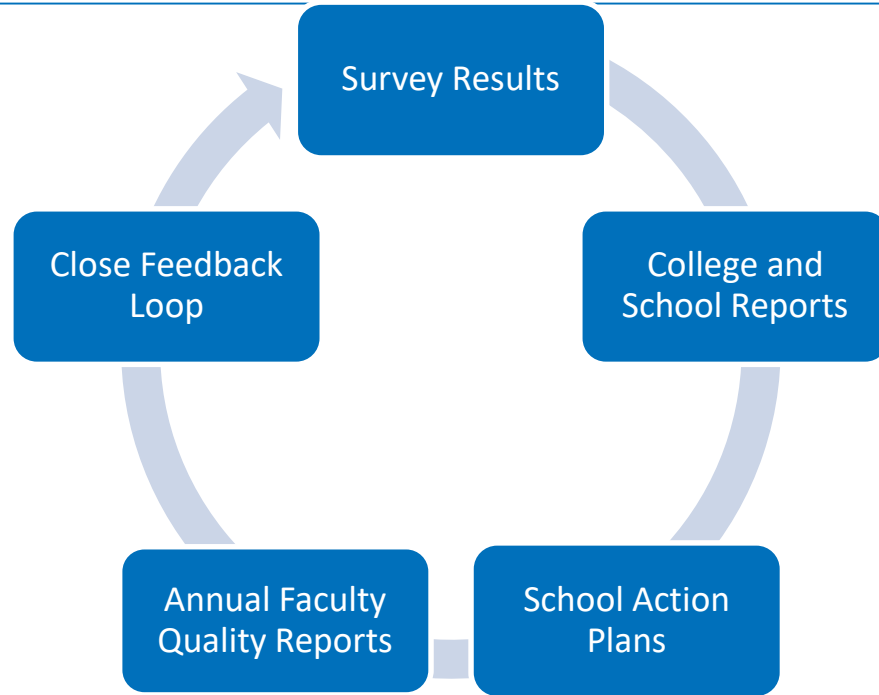 Survey Results
College and
School Reports
School Action
Plans
Annual Faculty
Quality Reports
Close Feedback
Loop